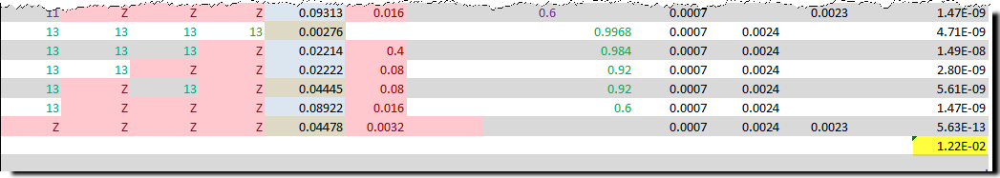 11 Z Z Z 0.09313 0.016 0.6 0.0007 0.0023 1.47E-09
13 13 13 13 0.00276 0.9968 0.0007 0.0024 4.71E-09
13 13 13 Z 0.02214 0.4 0.984 0.0007 0.0024 1.49E-08
13 13 Z Z 0.02222 0.08 0.92 0.0007 0.0024 2.80E-09
13 Z 13 Z 0.04445 0.08 0.92 0.0007 0.0024 5.61E-09
13 Z Z Z 0.08922 0.016 0.6 0.0007 0.0024 1.47E-09
Z Z Z Z 0.04478 0.0032 0.0007 0.0024 0.0023 5.63E-13
1.22E-02